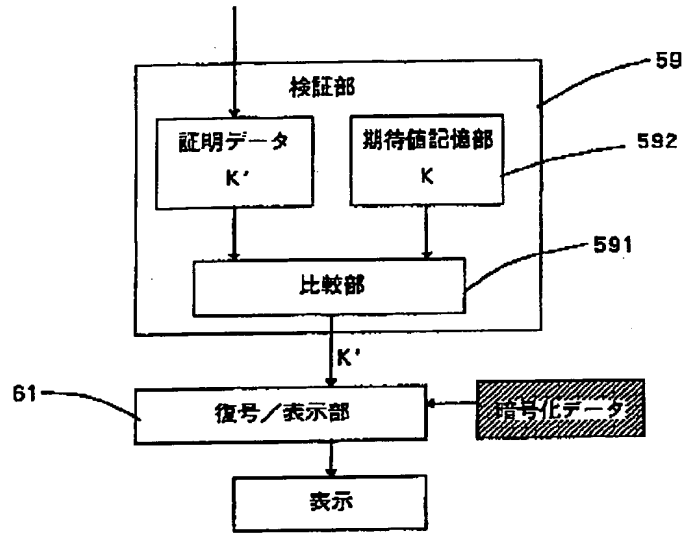 検証部
59
証明データ
K'
期待値記憶部
K
592
比較部
591
K'
61
復号／表示部
暗号化データ
表示